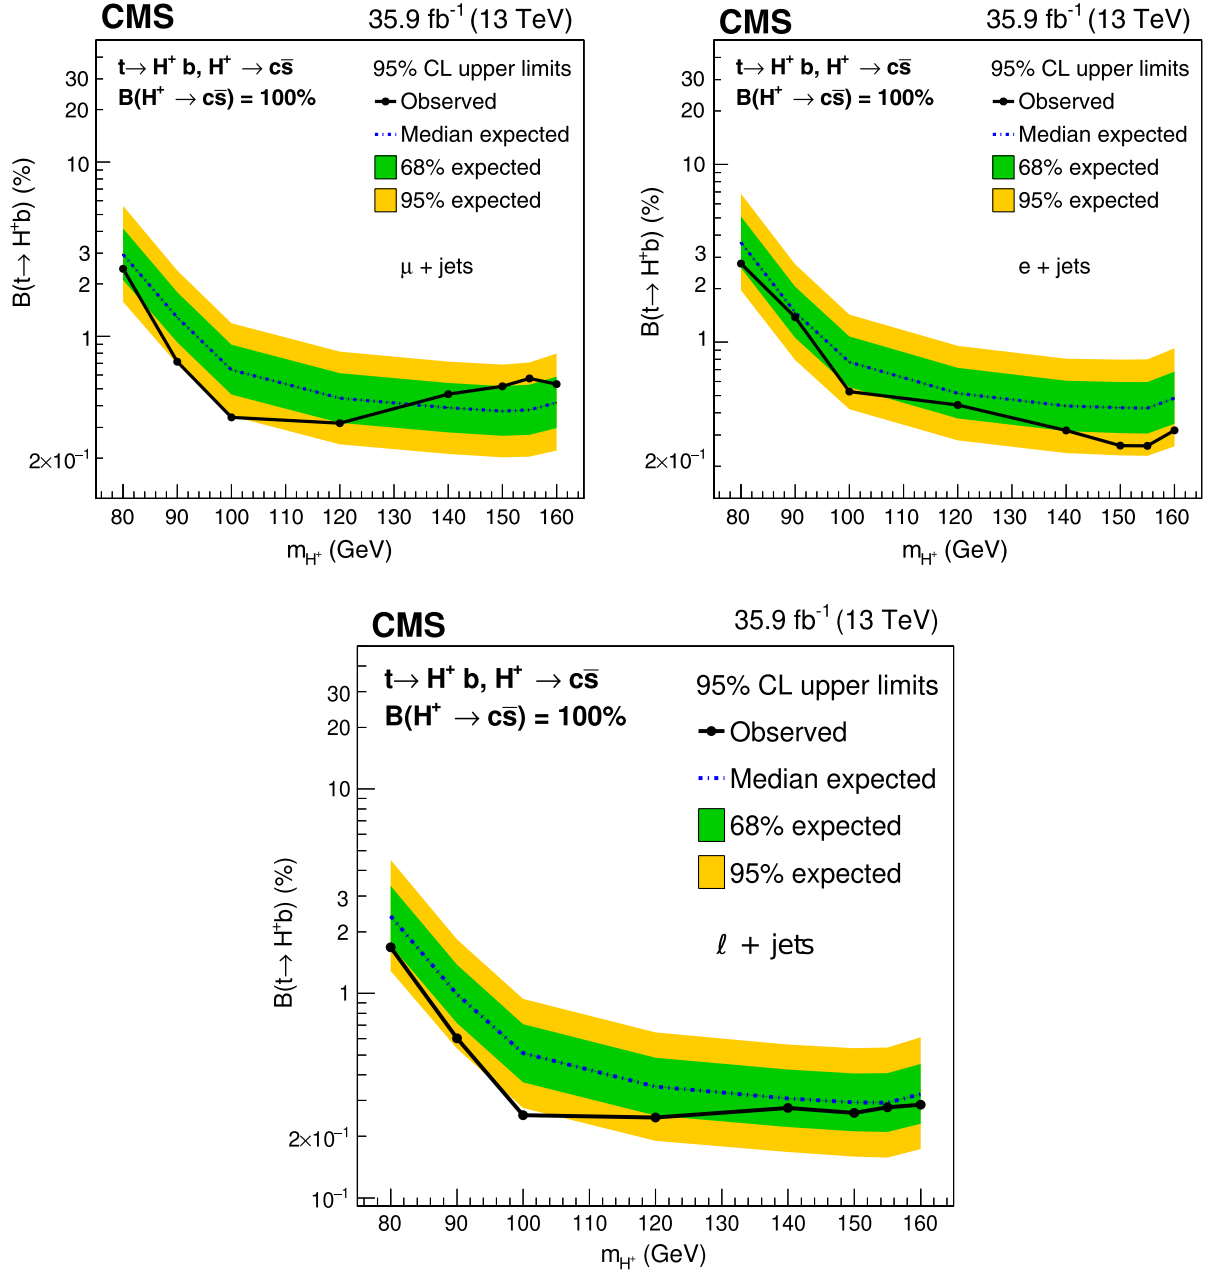 CMS 35.9 fb⁻¹ (13 TeV)
t→ H⁺ b, H⁺ → cs̅
B(H⁺ → cs̅) = 100%
95% CL upper limits
Observed
Median expected
68% expected
95% expected
μ + jets
B(t→ H⁺b) (%)
30
20
10
3
2
1
2×10⁻¹
80 90 100 110 120 130 140 150 160
m_H⁺ (GeV)
CMS 35.9 fb⁻¹ (13 TeV)
t→ H⁺ b, H⁺ → cs̅
B(H⁺ → cs̅) = 100%
95% CL upper limits
Observed
Median expected
68% expected
95% expected
e + jets
B(t→ H⁺b) (%)
30
20
10
3
2
1
2×10⁻¹
80 90 100 110 120 130 140 150 160
m_H⁺ (GeV)
CMS 35.9 fb⁻¹ (13 TeV)
t→ H⁺ b, H⁺ → cs̅
B(H⁺ → cs̅) = 100%
95% CL upper limits
Observed
Median expected
68% expected
95% expected
ℓ + jets
B(t→ H⁺b) (%)
30
20
10
3
2
1
2×10⁻¹
10⁻¹
80 90 100 110 120 130 140 150 160
m_H⁺ (GeV)